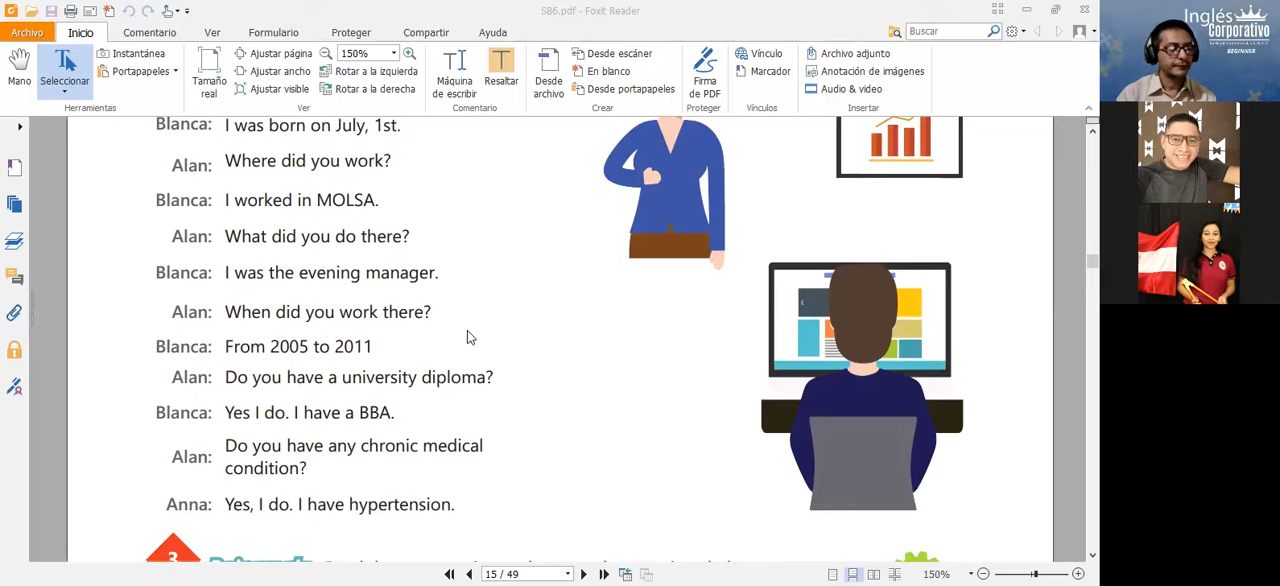 SB6.pdf - Foxit Reader
Archivo Inicio Comentario Ver Formulario Proteger Compartir Ayuda Buscar
Mano
Seleccionar
Instantánea
Portapapeles
Herramientas
Tamaño real
Ajustar página
Ajustar ancho
Ajustar visible
150%
Rotar a la izquierda
Rotar a la derecha
Ver
Máquina de escribir
Resaltar
Comentario
Desde archivo
Desde escáner
En blanco
Desde portapapeles
Crear
Firma de PDF
Proteger
Vínculo
Marcador
Vínculos
Archivo adjunto
Anotación de imágenes
Audio & video
Insertar
Inglés
Corporativo
BEGINNER
Blanca: I was born on July, 1st.
Alan: Where did you work?
Blanca: I worked in MOLSA.
Alan: What did you do there?
Blanca: I was the evening manager.
Alan: When did you work there?
Blanca: From 2005 to 2011
Alan: Do you have a university diploma?
Blanca: Yes I do. I have a BBA.
Alan: Do you have any chronic medical
condition?
Anna: Yes, I do. I have hypertension.
3
15 / 49
150%